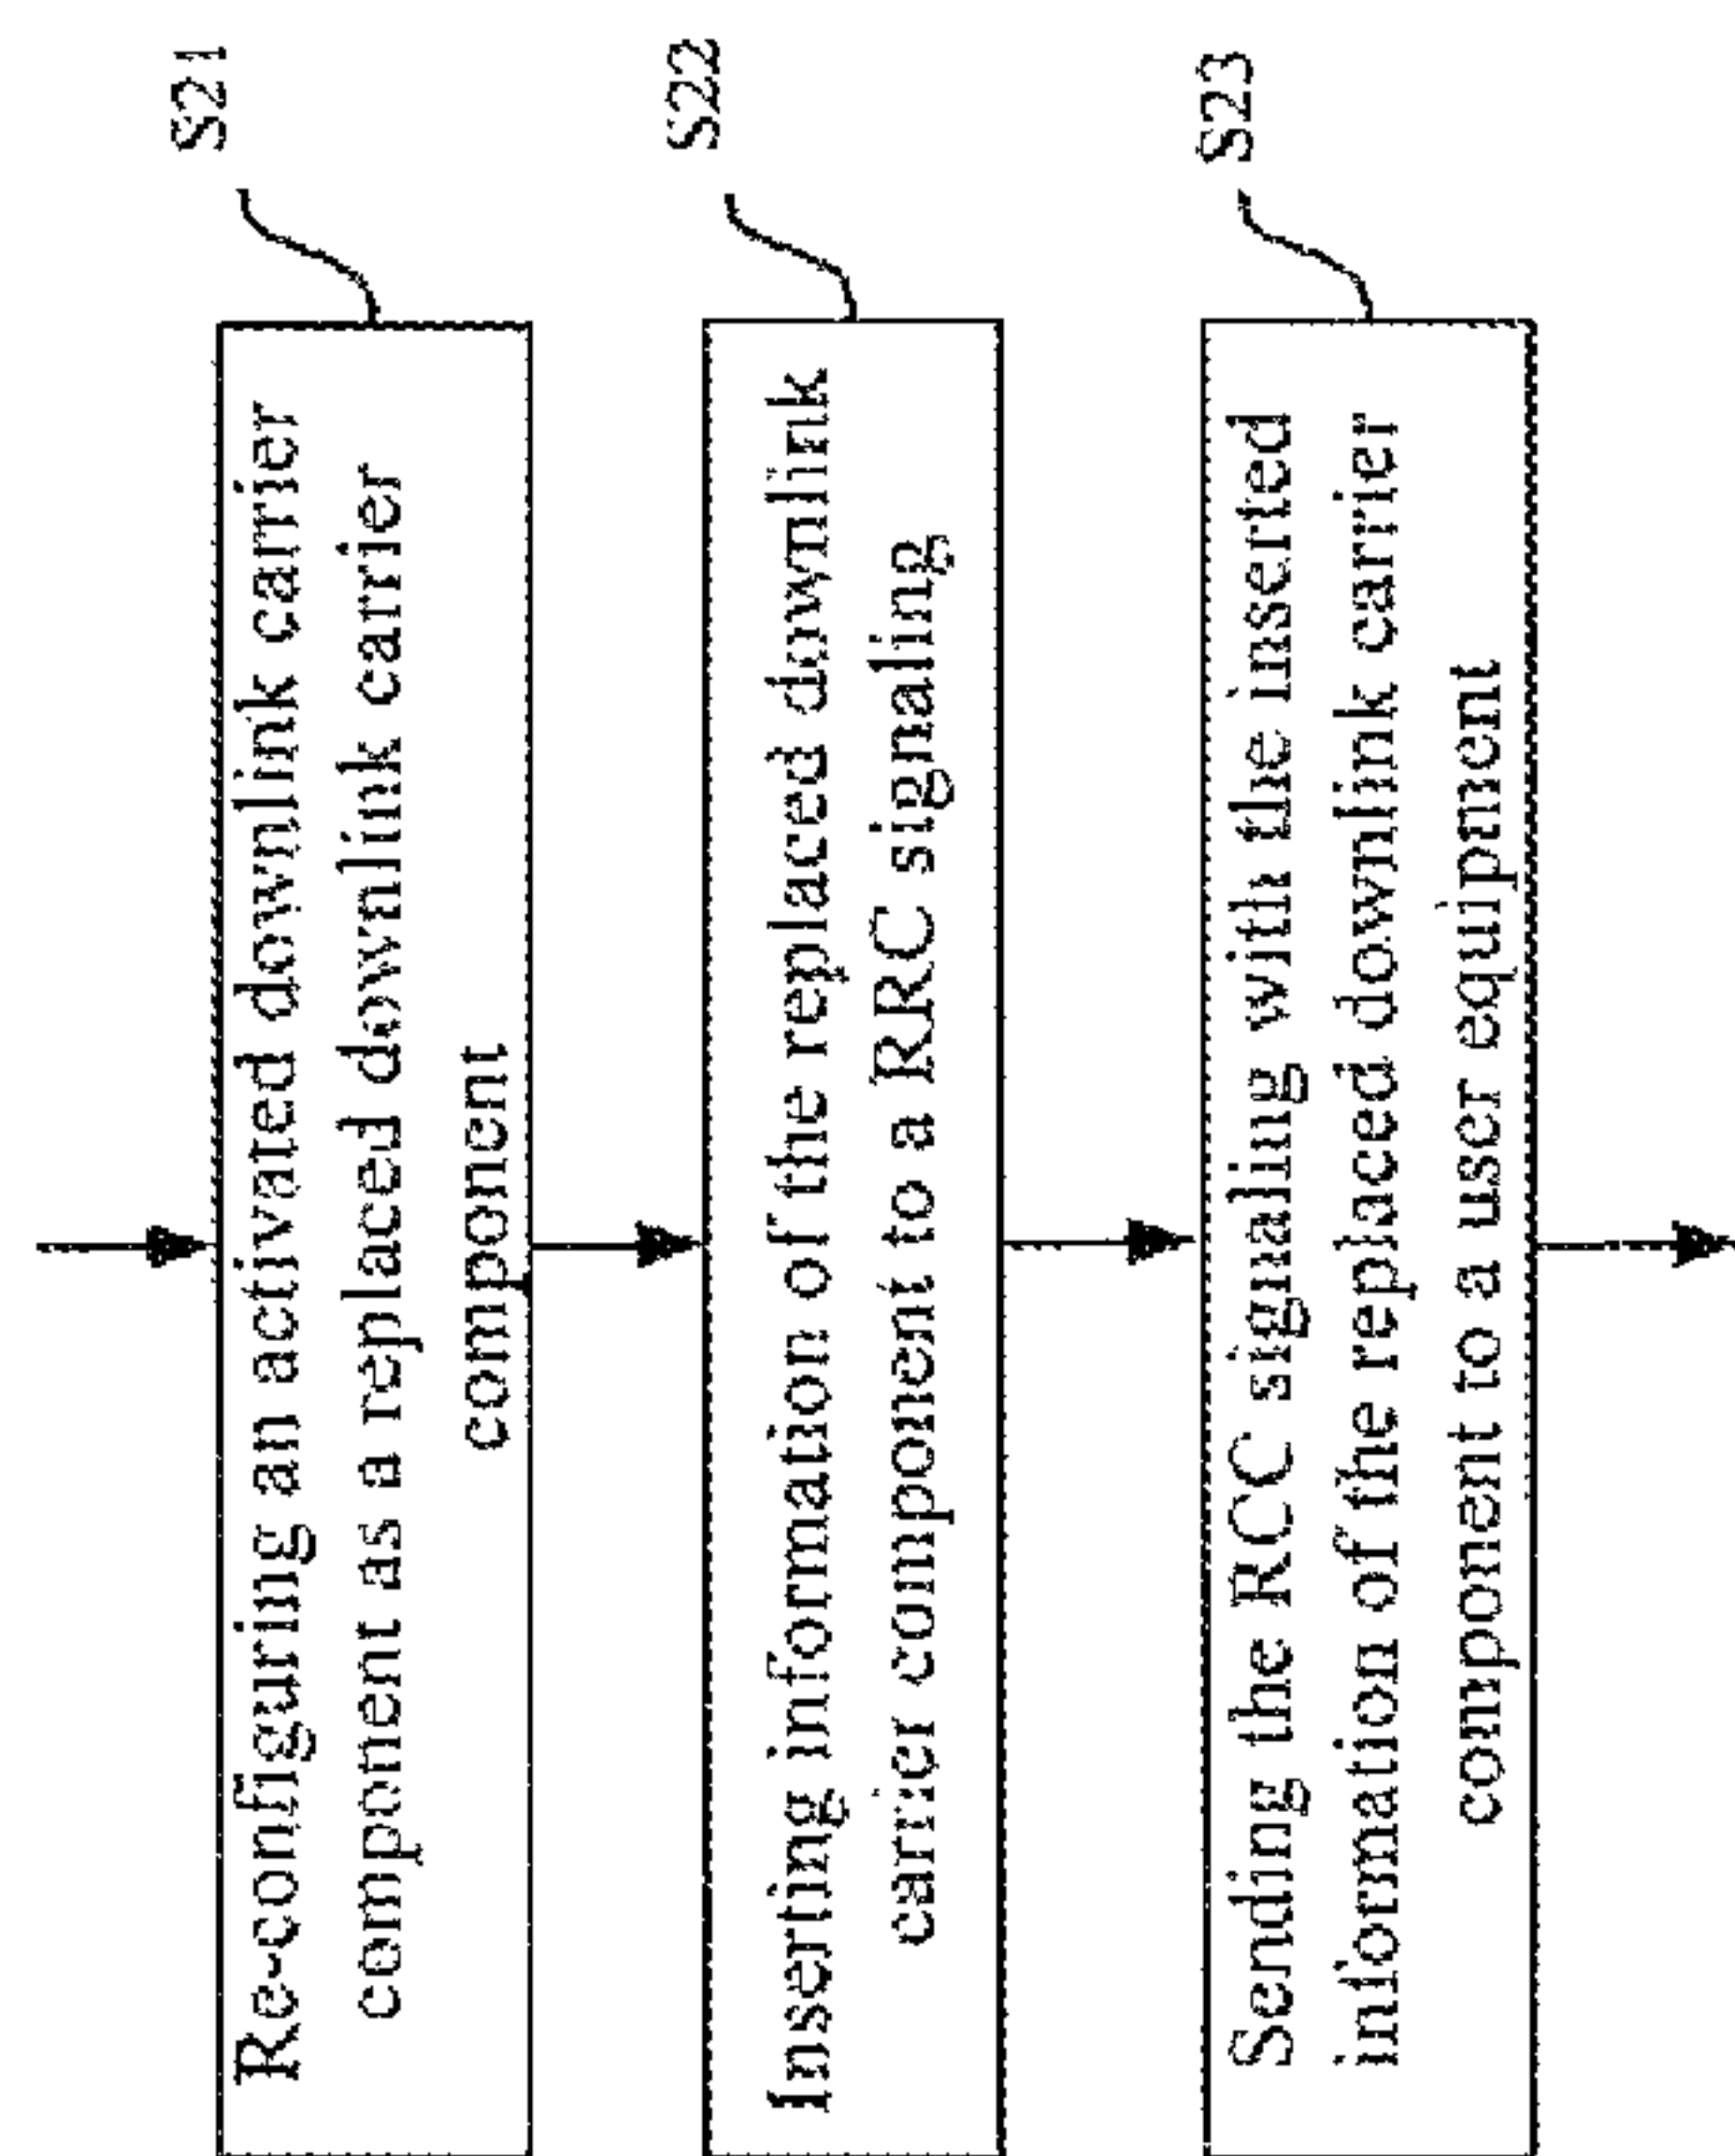 S21
Re-configuring an activated downlink carrier
component as a replaced downlink carrier
component
S22
Inserting information of the replaced downlink
carrier component to a RRC signaling
S23
Sending the RCC signaling with the inserted
information of the replaced downlink carrier
component to a user equipment